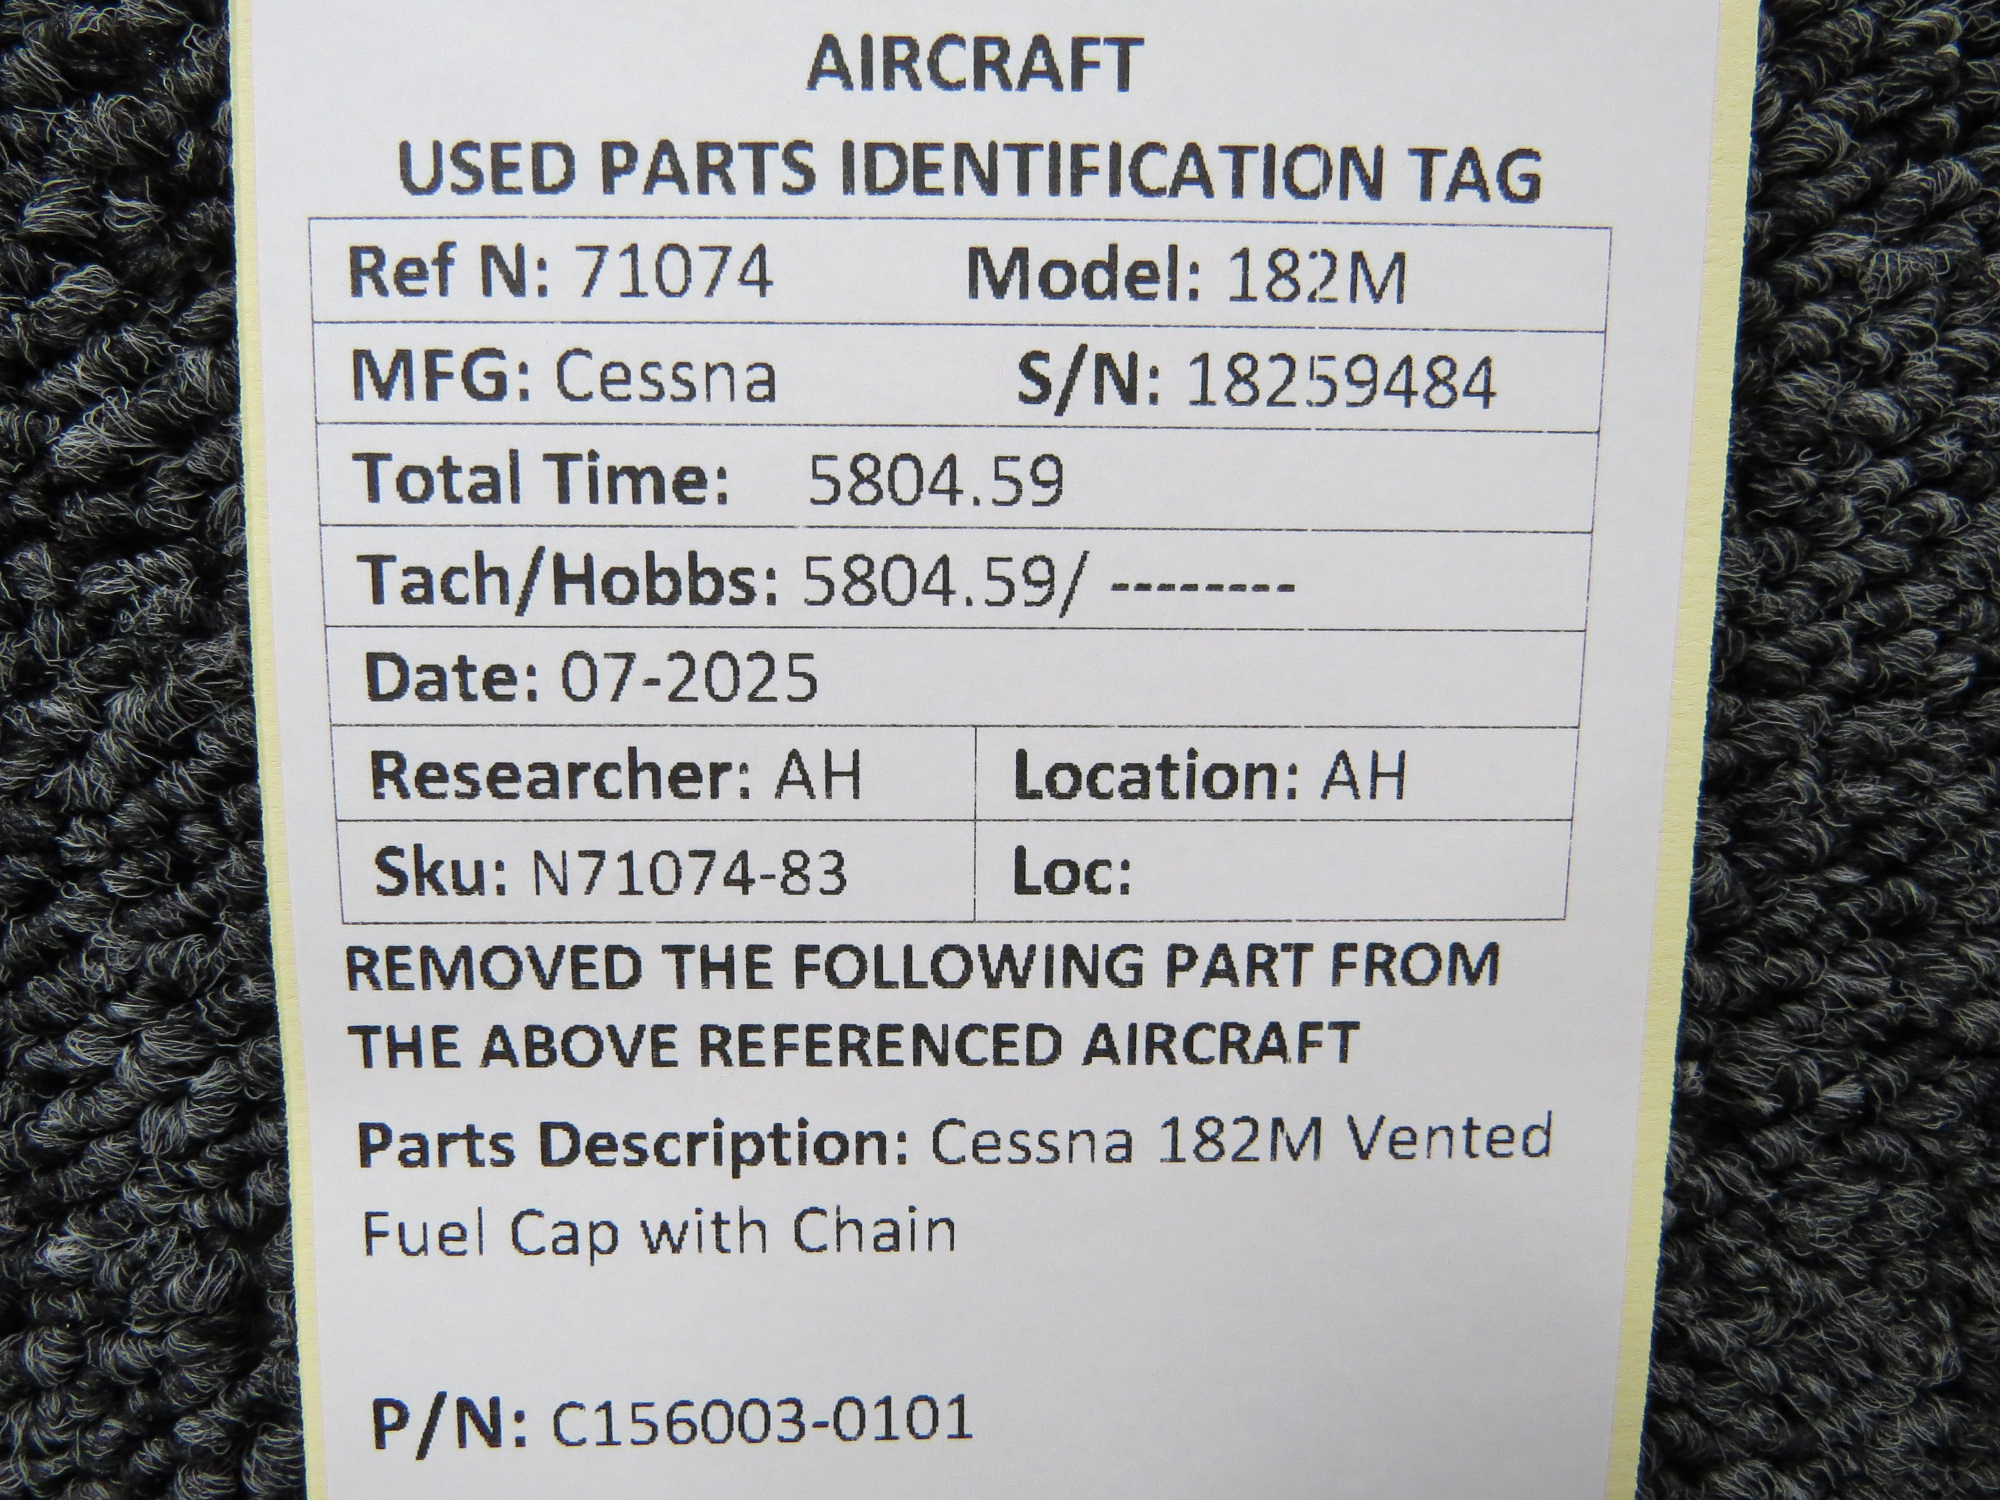 AIRCRAFT
USED PARTS IDENTIFICATION TAG
Ref N: 71074 Model: 182M
MFG: Cessna S/N: 18259484
Total Time: 5804.59
Tach/Hobbs: 5804.59/ --------
Date: 07-2025
Researcher: AH Location: AH
Sku: N71074-83 Loc:
REMOVED THE FOLLOWING PART FROM
THE ABOVE REFERENCED AIRCRAFT
Parts Description: Cessna 182M Vented
Fuel Cap with Chain
P/N: C156003-0101